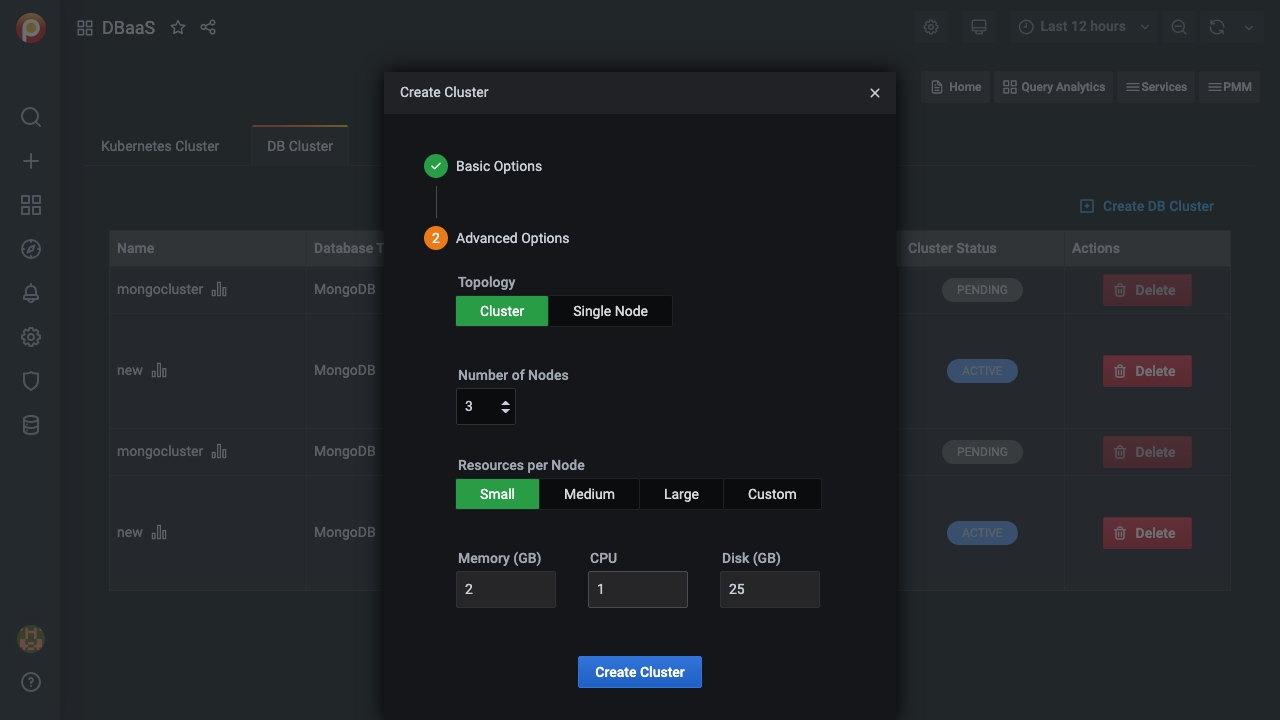 DBaaS
Last 12 hours
Home
Query Analytics
Services
PMM
Kubernetes Cluster
DB Cluster
Create DB Cluster
Name
Database T
Cluster Status
Actions
mongocluster
MongoDB
PENDING
Delete
new
MongoDB
ACTIVE
Delete
mongocluster
MongoDB
PENDING
Delete
new
MongoDB
ACTIVE
Delete
Create Cluster
Basic Options
2 Advanced Options
Topology
Cluster
Single Node
Number of Nodes
3
Resources per Node
Small
Medium
Large
Custom
Memory (GB)
CPU
Disk (GB)
2
1
25
Create Cluster